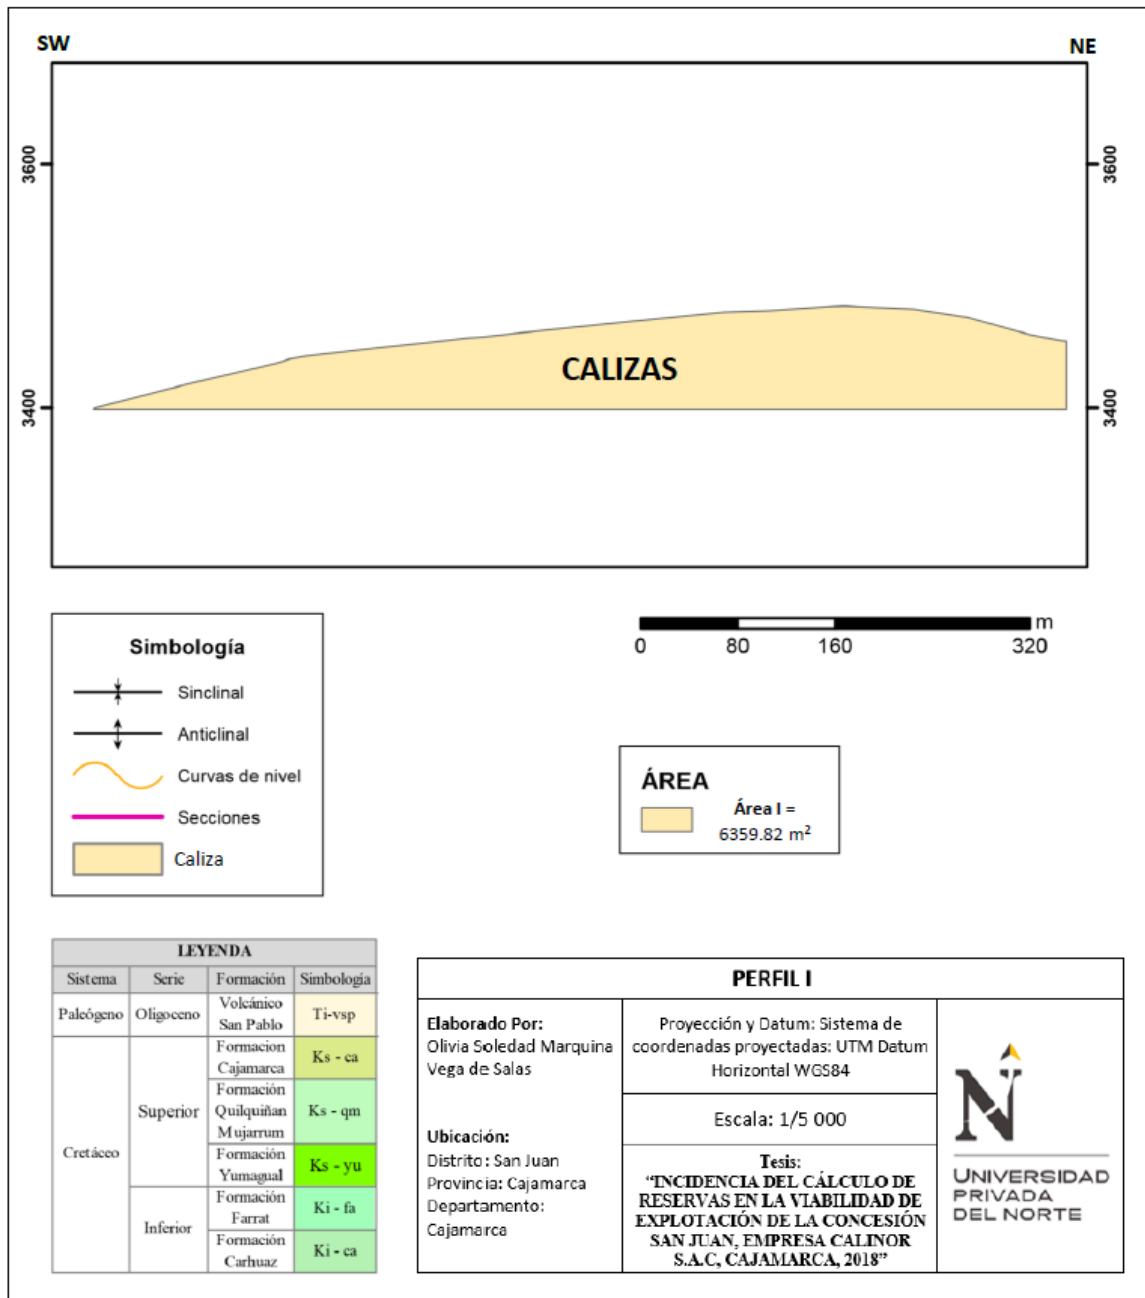 SW
NE
3600
3600
CALIZAS
3400
3400
Simbología
Sinclinal
Anticlinal
Curvas de nivel
Secciones
Caliza
m
0
80
160
320
ÁREA
Área I =
6359.82 m²
LEYENDA
Sistema Serie Formación Simbología
Paleógeno Oligoceno Volcánico
San Pablo Ti-vsp
Cretáceo Superior Formacion
Cajamarca Ks - ca
Formación
Quilquiñan
Mujarrum Ks - qm
Formación
Yumagual Ks - yu
Inferior Formación
Farrat Ki - fa
Formación
Carhuaz Ki - ca
PERFIL I
Elaborado Por:
Olivia Soledad Marquina
Vega de Salas
Ubicación:
Distrito: San Juan
Provincia: Cajamarca
Departamento:
Cajamarca
Proyección y Datum: Sistema de
coordenadas proyectadas: UTM Datum
Horizontal WGS84
Escala: 1/5 000
Tesis:
“INCIDENCIA DEL CÁLCULO DE
RESERVAS EN LA VIABILIDAD DE
EXPLOTACIÓN DE LA CONCESIÓN
SAN JUAN, EMPRESA CALINOR
S.A.C, CAJAMARCA, 2018”
N
UNIVERSIDAD
PRIVADA
DEL NORTE